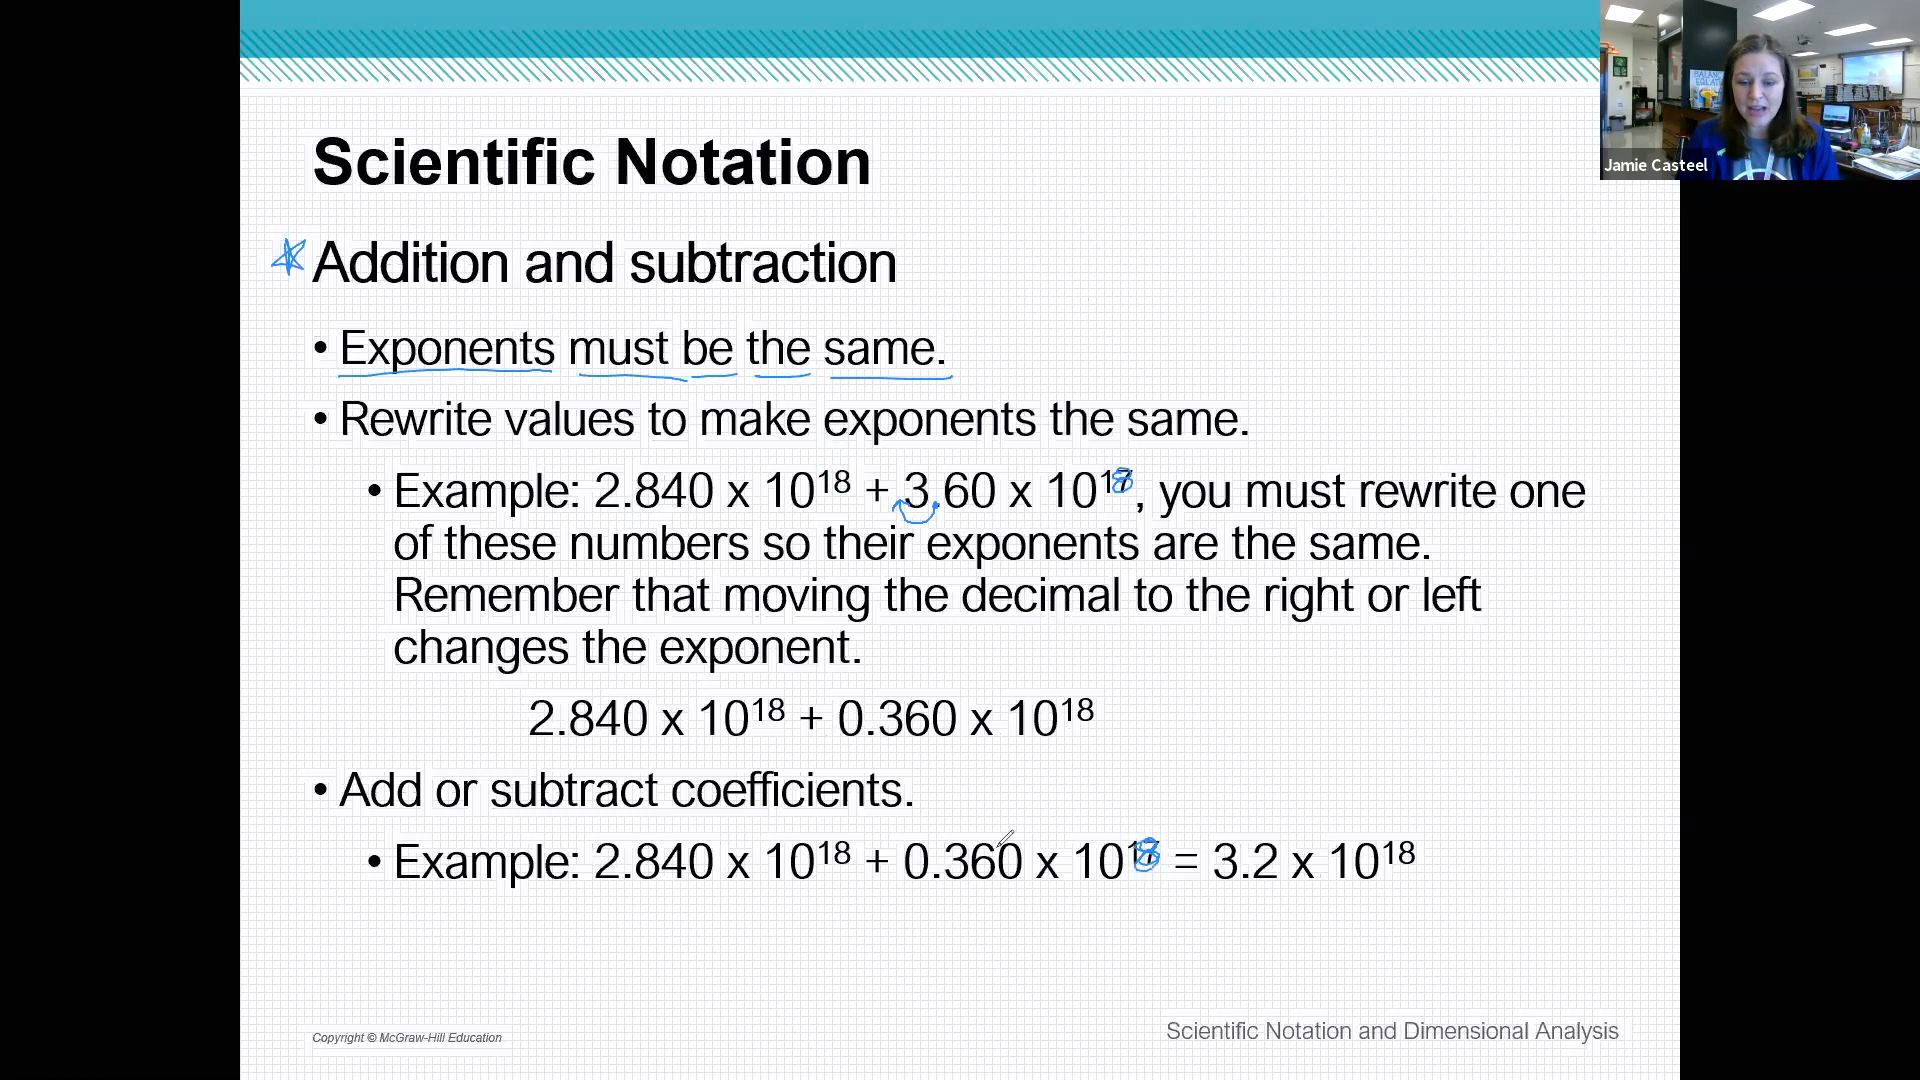 Jamie Casteel
Scientific Notation
Addition and subtraction
• Exponents must be the same.
• Rewrite values to make exponents the same.
• Example: 2.840 x 10¹⁸ + 3.60 x 10¹⁷, you must rewrite one
of these numbers so their exponents are the same.
Remember that moving the decimal to the right or left
changes the exponent.
2.840 x 10¹⁸ + 0.360 x 10¹⁸
• Add or subtract coefficients.
• Example: 2.840 x 10¹⁸ + 0.360 x 10¹⁸ = 3.2 x 10¹⁸
Copyright © McGraw-Hill Education
Scientific Notation and Dimensional Analysis